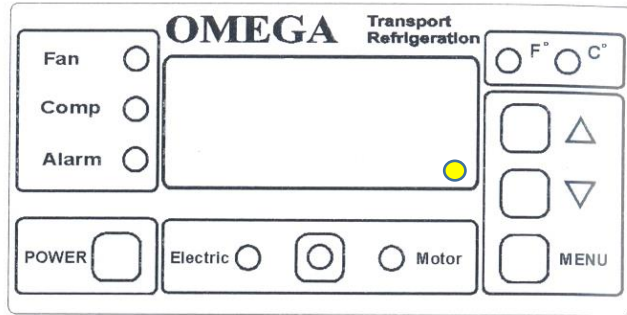 OMEGA
Transport
Refrigeration
Fan
Comp
Alarm
F°
C°
POWER
Electric
Motor
MENU